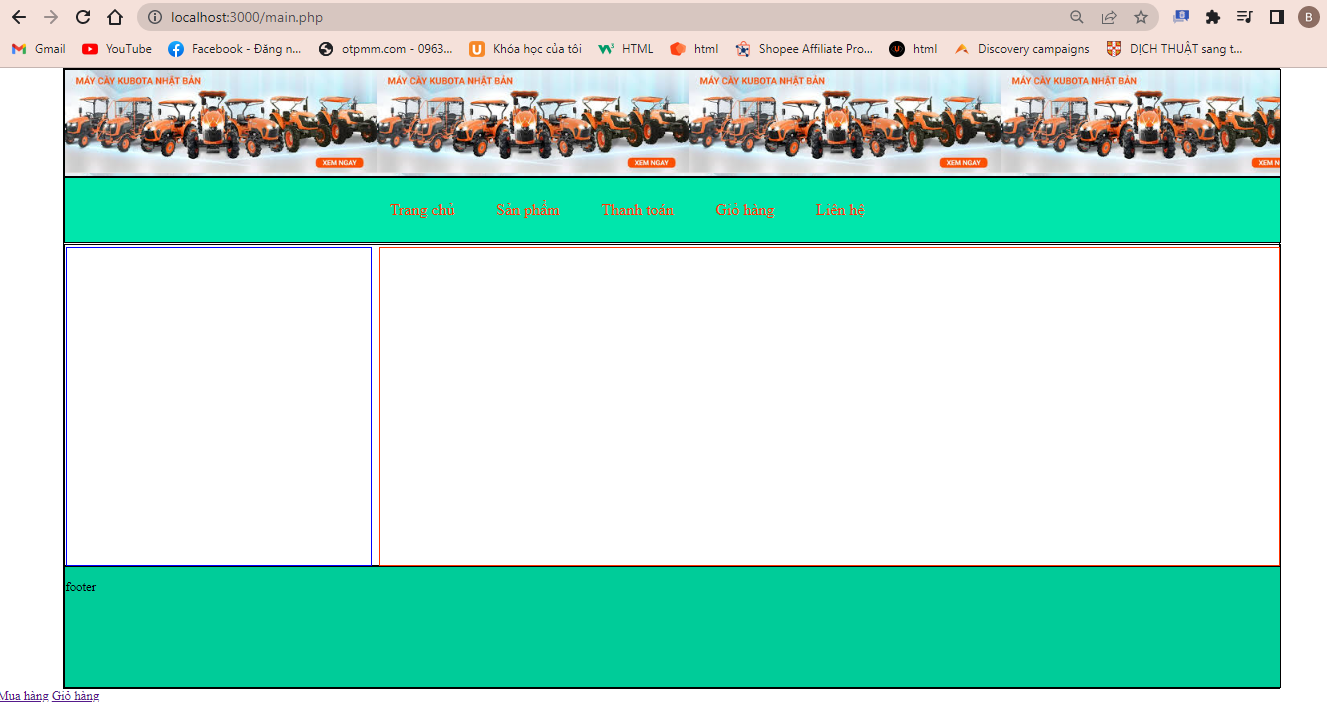 localhost:3000/main.php
B
Gmail YouTube Facebook - Đăng n... otpmm.com - 0963... Khóa học của tôi HTML html Shopee Affiliate Pro... html Discovery campaigns DỊCH THUẬT sang t...
MÁY CÀY KUBOTA NHẬT BẢN MÁY CÀY KUBOTA NHẬT BẢN MÁY CÀY KUBOTA NHẬT BẢN MÁY CÀY KUBOTA NHẬT BẢN
XEM NGAY XEM NGAY XEM NGAY XEM N
Trang chủ Sản phẩm Thanh toán Giỏ hàng Liên hệ
footer
Mua hàng Giỏ hàng